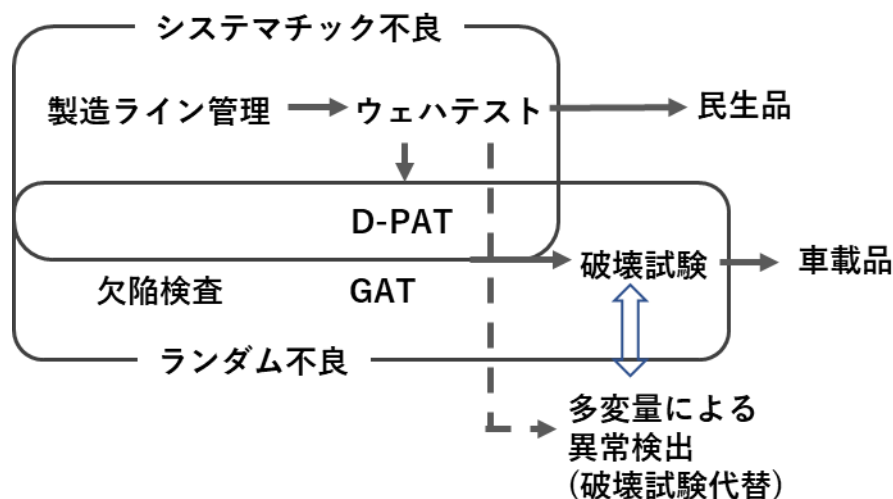 システマチック不良
製造ライン管理
ウェハテスト
民生品
D-PAT
破壊試験
車載品
欠陥検査
GAT
ランダム不良
多変量による
異常検出
(破壊試験代替)